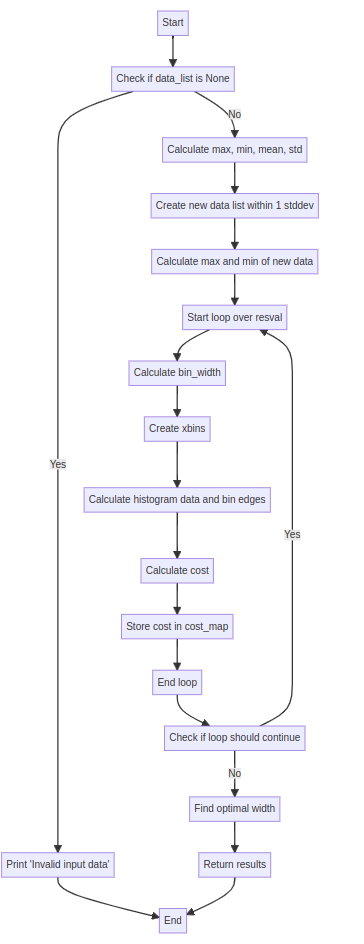 Start
Check if data_list is None
No
Calculate max, min, mean, std
Create new data list within 1 stddev
Calculate max and min of new data
Start loop over resval
Calculate bin_width
Create xbins
Yes
Calculate histogram data and bin edges
Yes
Calculate cost
Store cost in cost_map
End loop
Check if loop should continue
No
Find optimal width
Print 'Invalid input data'
Return results
End